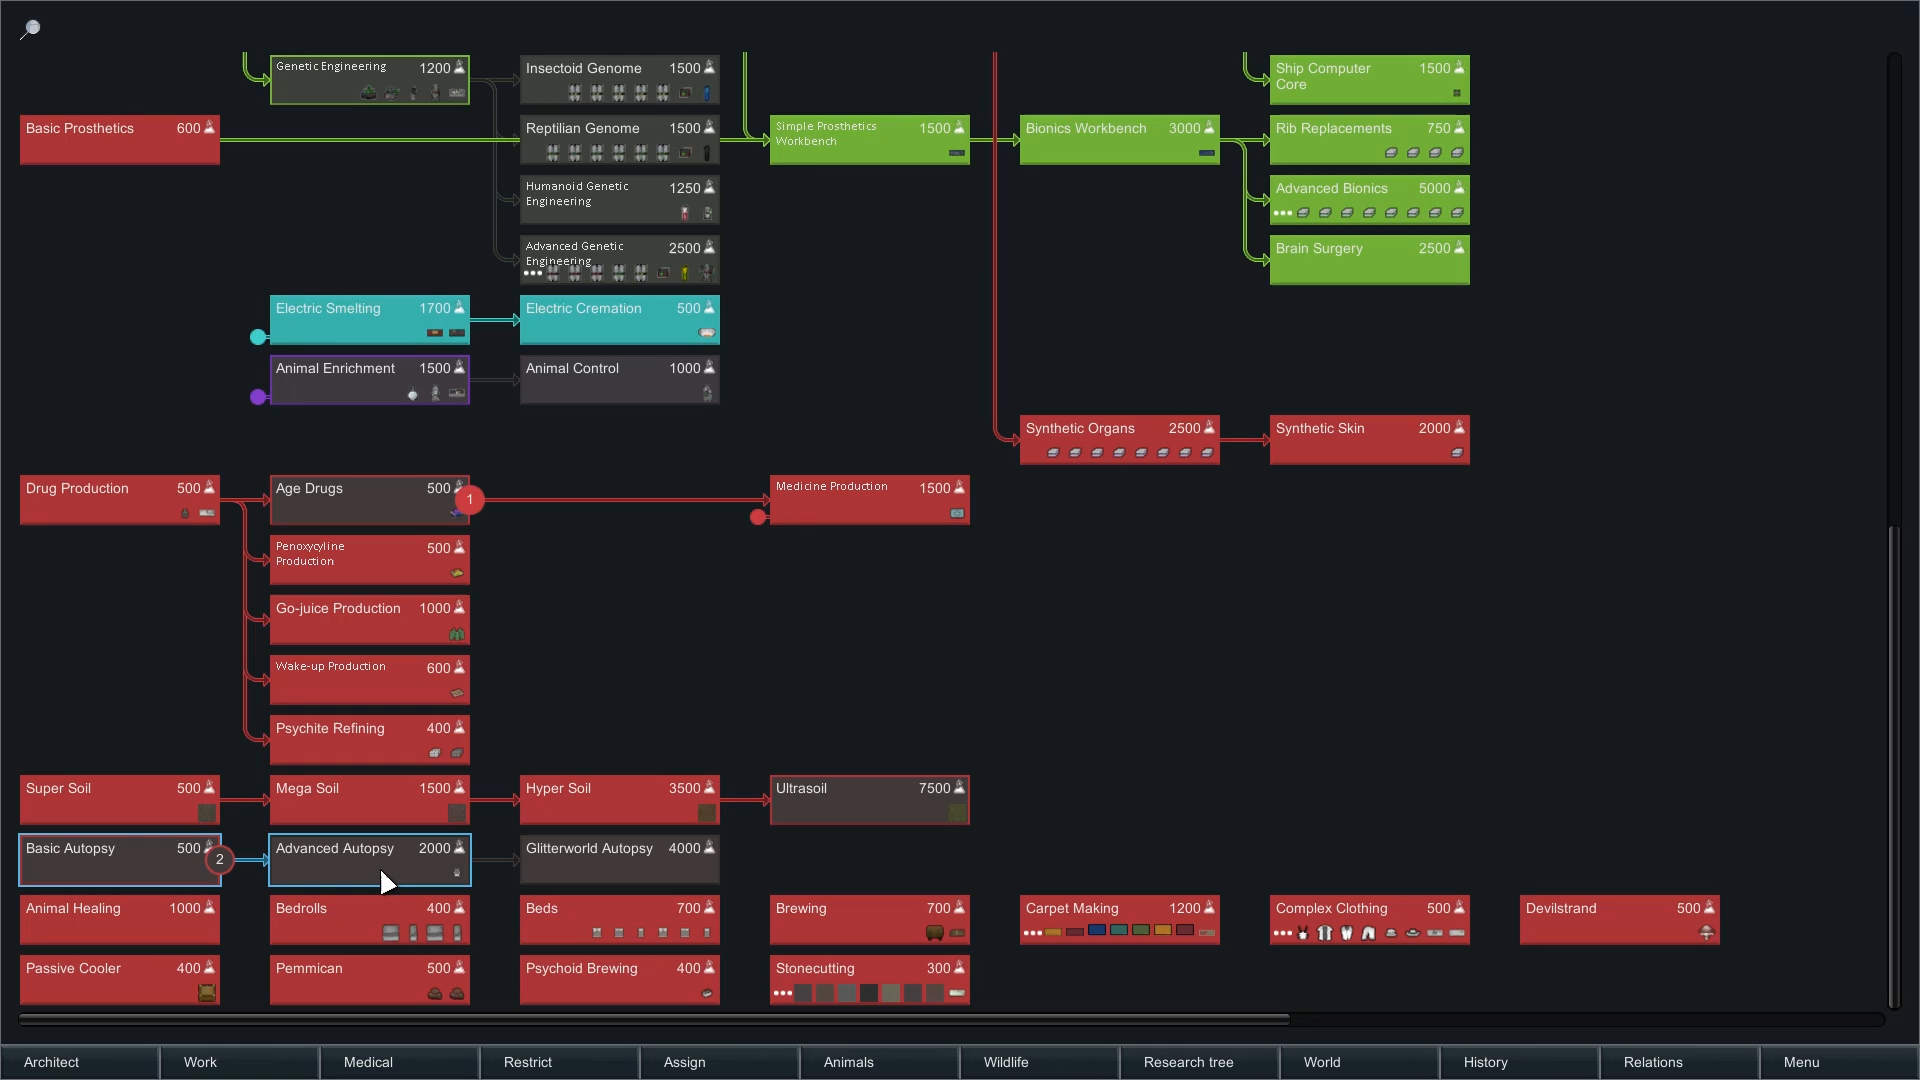 Genetic Engineering 1200
Insectoid Genome 1500
Ship Computer Core 1500
Basic Prosthetics 600
Reptilian Genome 1500
Simple Prosthetics Workbench 1500
Bionics Workbench 3000
Rib Replacements 750
Humanoid Genetic Engineering 1250
Advanced Bionics 5000
Advanced Genetic Engineering 2500
Brain Surgery 2500
Electric Smelting 1700
Electric Cremation 500
Animal Enrichment 1500
Animal Control 1000
Synthetic Organs 2500
Synthetic Skin 2000
Drug Production 500
Age Drugs 500
1
Medicine Production 1500
Penoxycyline Production 500
Go-juice Production 1000
Wake-up Production 600
Psychite Refining 400
Super Soil 500
Mega Soil 1500
Hyper Soil 3500
Ultrasoil 7500
Basic Autopsy 500
2
Advanced Autopsy 2000
Glitterworld Autopsy 4000
Animal Healing 1000
Bedrolls 400
Beds 700
Brewing 700
Carpet Making 1200
Complex Clothing 500
Devilstrand 500
Passive Cooler 400
Pemmican 500
Psychoid Brewing 400
Stonecutting 300
Architect
Work
Medical
Restrict
Assign
Animals
Wildlife
Research tree
World
History
Relations
Menu